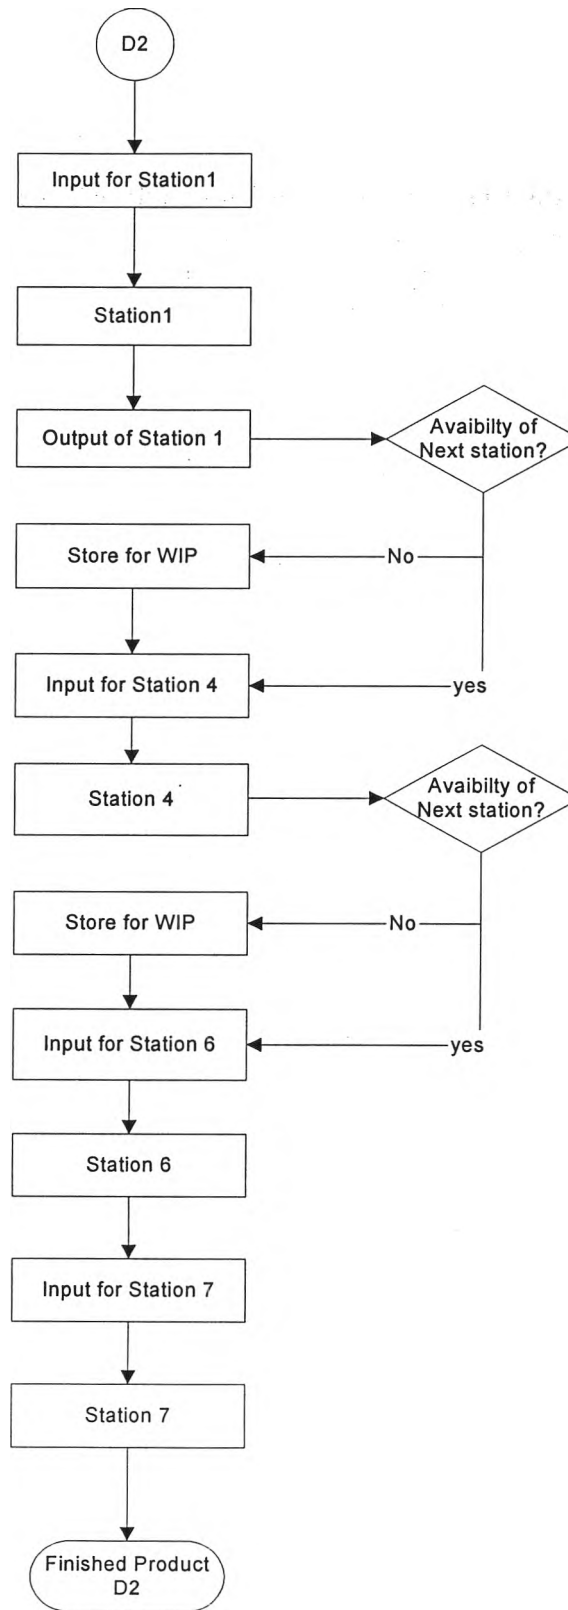 D2
Input for Station1
Station1
Output of Station 1
Avaibilty of
Next station?
Store for WIP
No
Input for Station 4
yes
Station 4
Avaibilty of
Next station?
Store for WIP
No
Input for Station 6
yes
Station 6
Input for Station 7
Station 7
Finished Product
D2